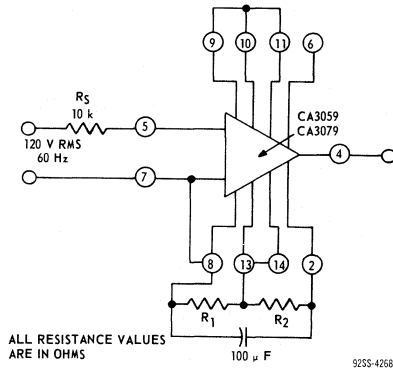 9
10
11
6
RS
10 k
5
CA3059
CA3079
120 V RMS
60 Hz
4
7
8
13
14
2
R1
R2
100 μF
ALL RESISTANCE VALUES
ARE IN OHMS
92SS-4268